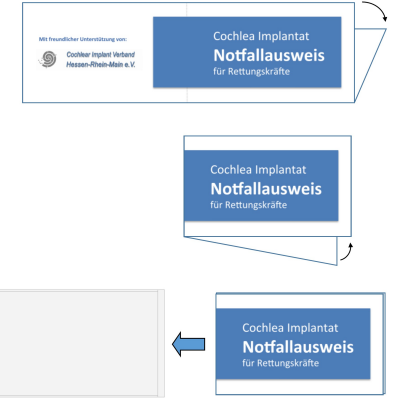 Mit freundlicher Unterstützung von:
Cochlear Implant Verband
Hessen-Rhein-Main e.V.
Cochlea Implantat
Notfallausweis
für Rettungskräfte
Cochlea Implantat
Notfallausweis
für Rettungskräfte
Cochlea Implantat
Notfallausweis
für Rettungskräfte